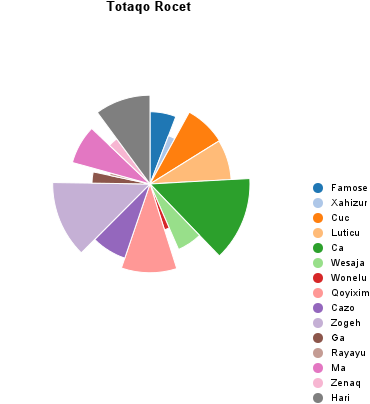 Totaqo Rocet
Famose
Xahizur
Cuc
Luticu
Ca
Wesaja
Wonelu
Qoyixim
Cazo
Zogeh
Ga
Rayayu
Ma
Zenaq
Hari